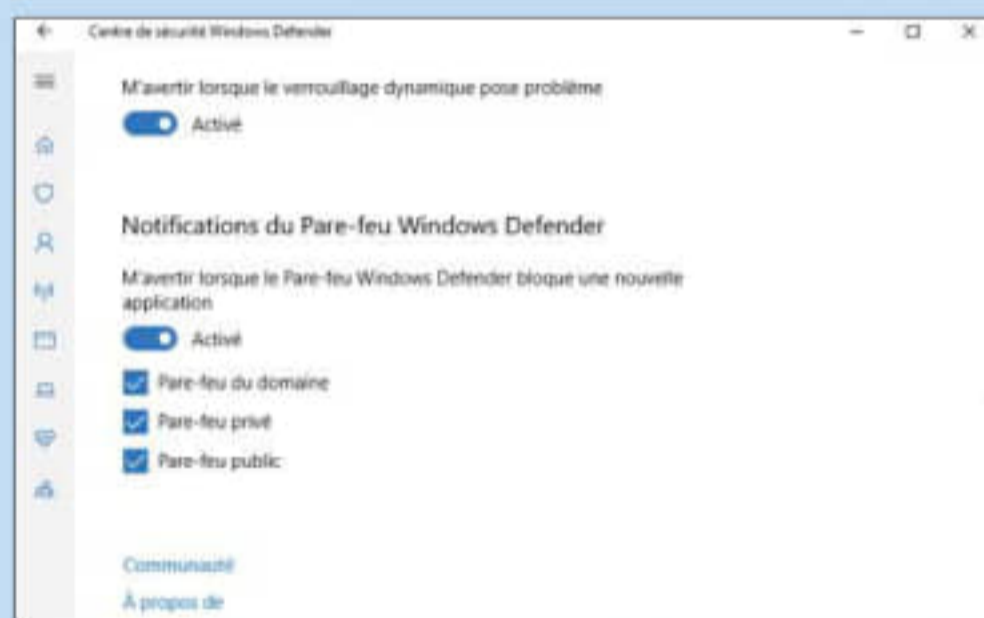 Centre de sécurité Windows Defender
M'avertir lorsque le verrouillage dynamique pose problème
Activé
Notifications du Pare-feu Windows Defender
M'avertir lorsque le Pare-feu Windows Defender bloque une nouvelle
application
Activé
Pare-feu du domaine
Pare-feu privé
Pare-feu public
Communauté
À propos de